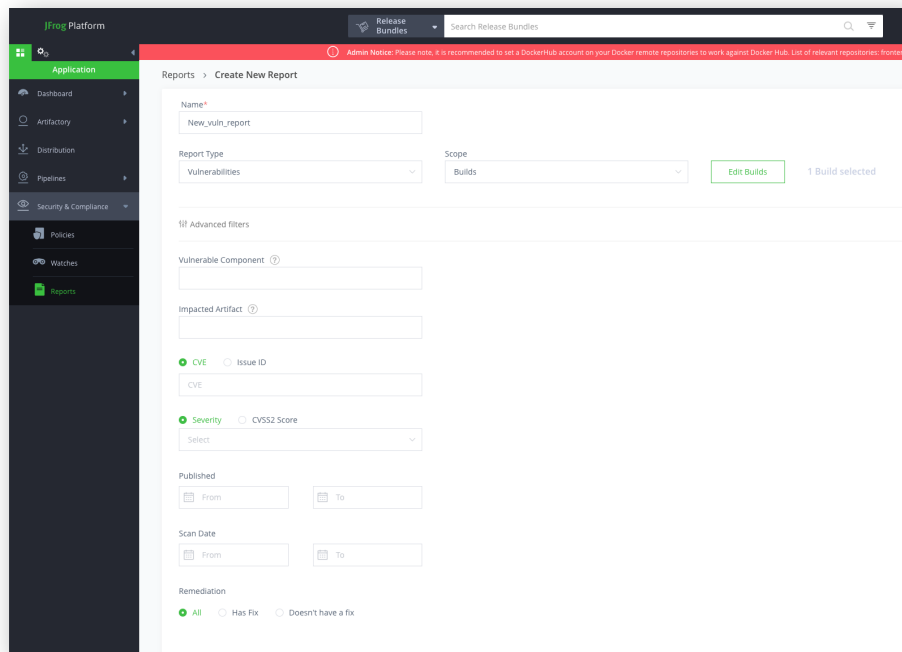 JFrog Platform
Release Bundles
Search Release Bundles
Admin Notice: Please note, it is recommended to set a DockerHub account on your Docker remote repositories to work against Docker Hub. List of relevant repositories: fronte
Application
Reports > Create New Report
Dashboard
Artifactory
Distribution
Pipelines
Security & Compliance
Policies
Watches
Reports
Name*
New_vuln_report
Report Type
Scope
Vulnerabilities
Builds
Edit Builds
1 Build selected
Advanced filters
Vulnerable Component ?
Impacted Artifact ?
CVE Issue ID
CVE
Severity CVSS2 Score
Select
Published
From To
Scan Date
From To
Remediation
All Has Fix Doesn't have a fix